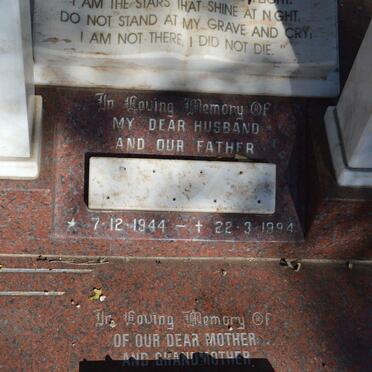 I AM THE STARS THAT SHINE AT NIGHT.
DO NOT STAND AT MY GRAVE AND CRY;
I AM NOT THERE, I DID NOT DIE."
In Loving Memory Of
MY DEAR HUSBAND
AND OUR FATHER
* 7·12·1944 - † 22·3·1994
In Loving Memory Of
OF OUR DEAR MOTHER
AND GRANDMOTHER